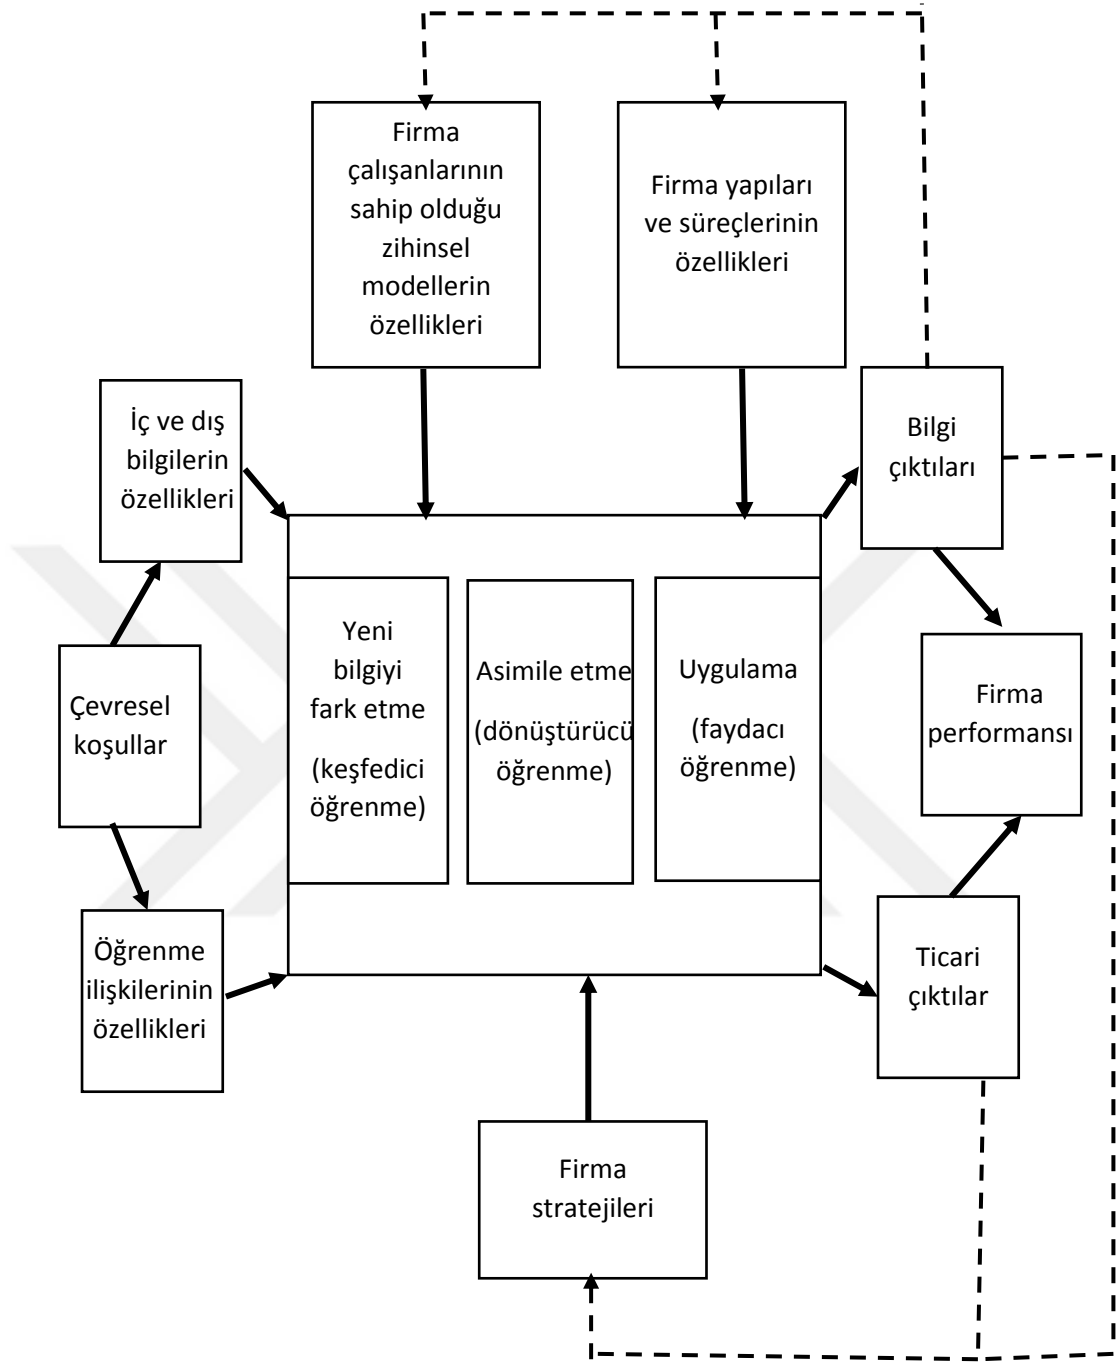 Firma
çalışanlarının
sahip olduğu
zihinsel
modellerin
özellikleri
Firma yapıları
ve süreçlerinin
özellikleri
İç ve dış
bilgilerin
özellikleri
Bilgi
çıktıları
Çevresel
koşullar
Yeni
bilgiyi
fark etme
(keşfedici
öğrenme)
Asimile etme
(dönüştürücü
öğrenme)
Uygulama
(faydacı
öğrenme)
Firma
performansı
Öğrenme
ilişkilerinin
özellikleri
Ticari
çıktılar
Firma
stratejileri